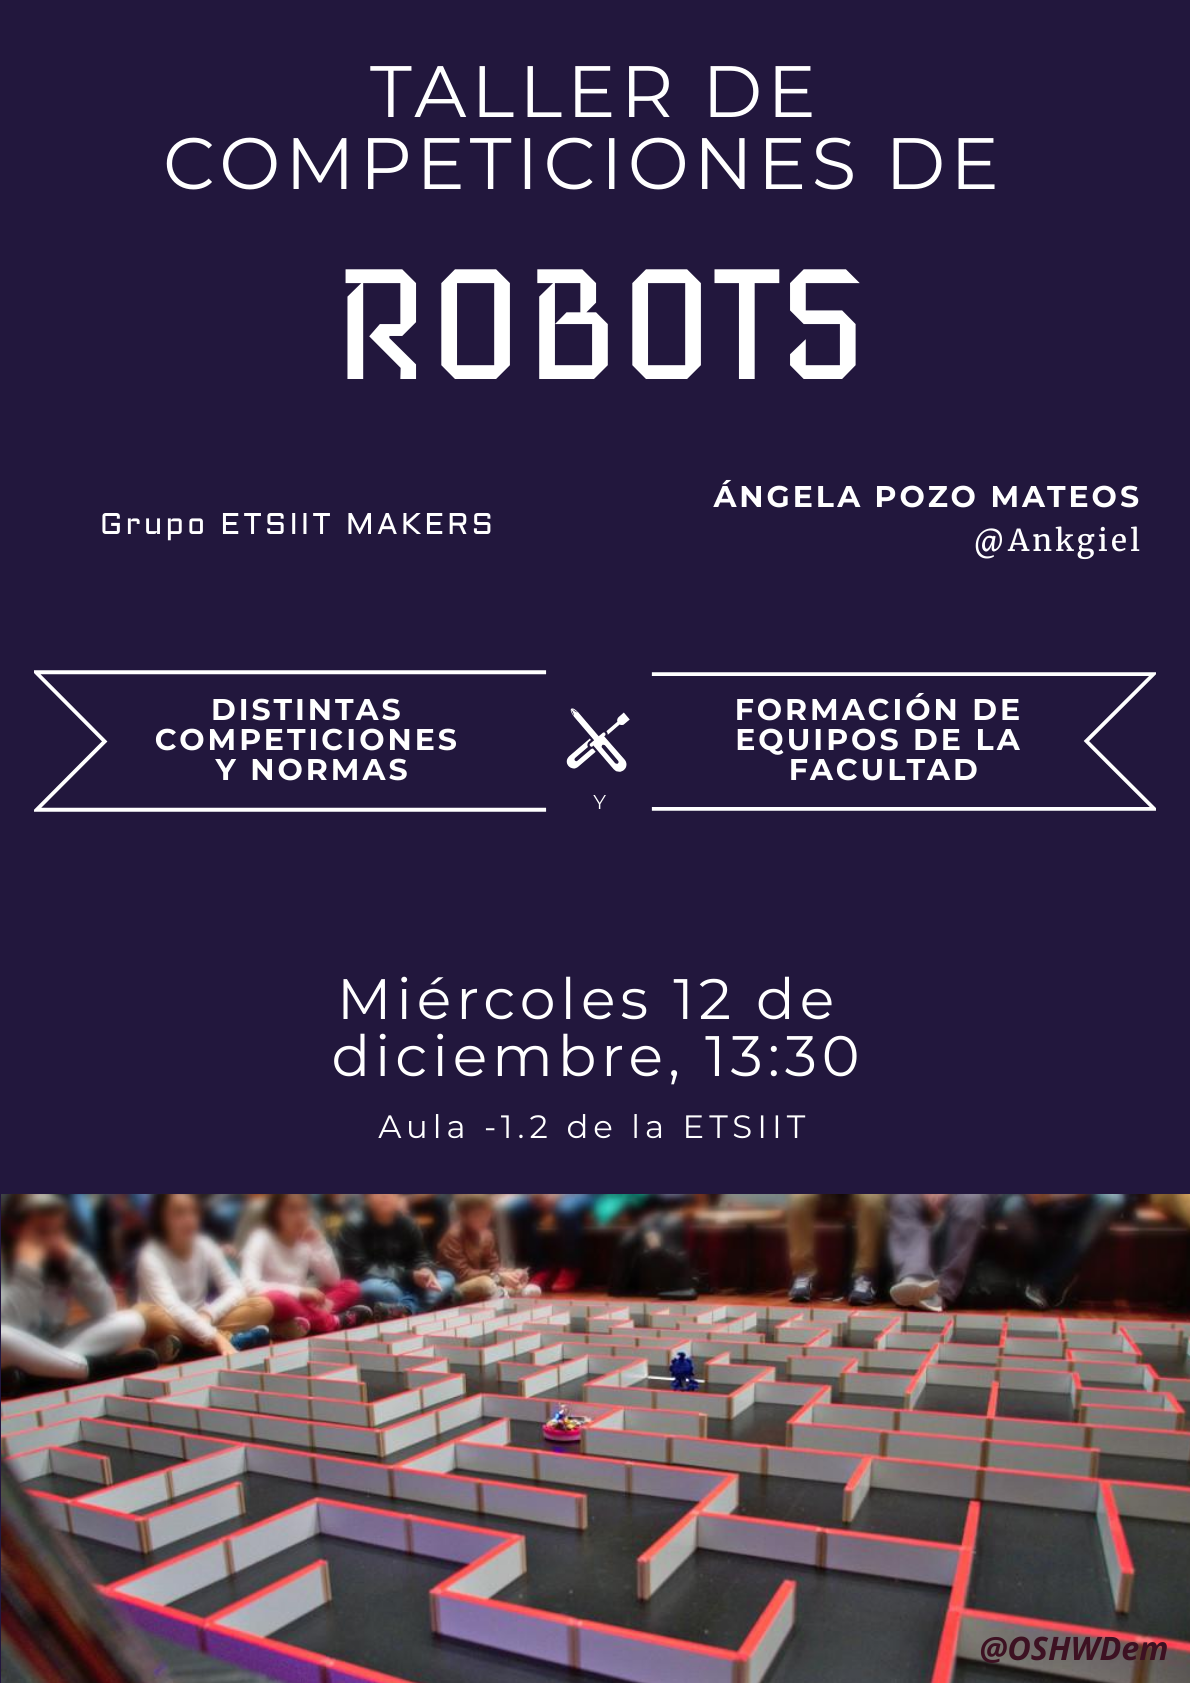 TALLER DE
COMPETICIONES DE
ROBOTS
Grupo ETSIIT MAKERS
ÁNGELA POZO MATEOS
@Ankgiel
DISTINTAS
COMPETICIONES
Y NORMAS
Y
FORMACIÓN DE
EQUIPOS DE LA
FACULTAD
Miércoles 12 de
diciembre, 13:30
Aula -1.2 de la ETSIIT
@OSHWDem